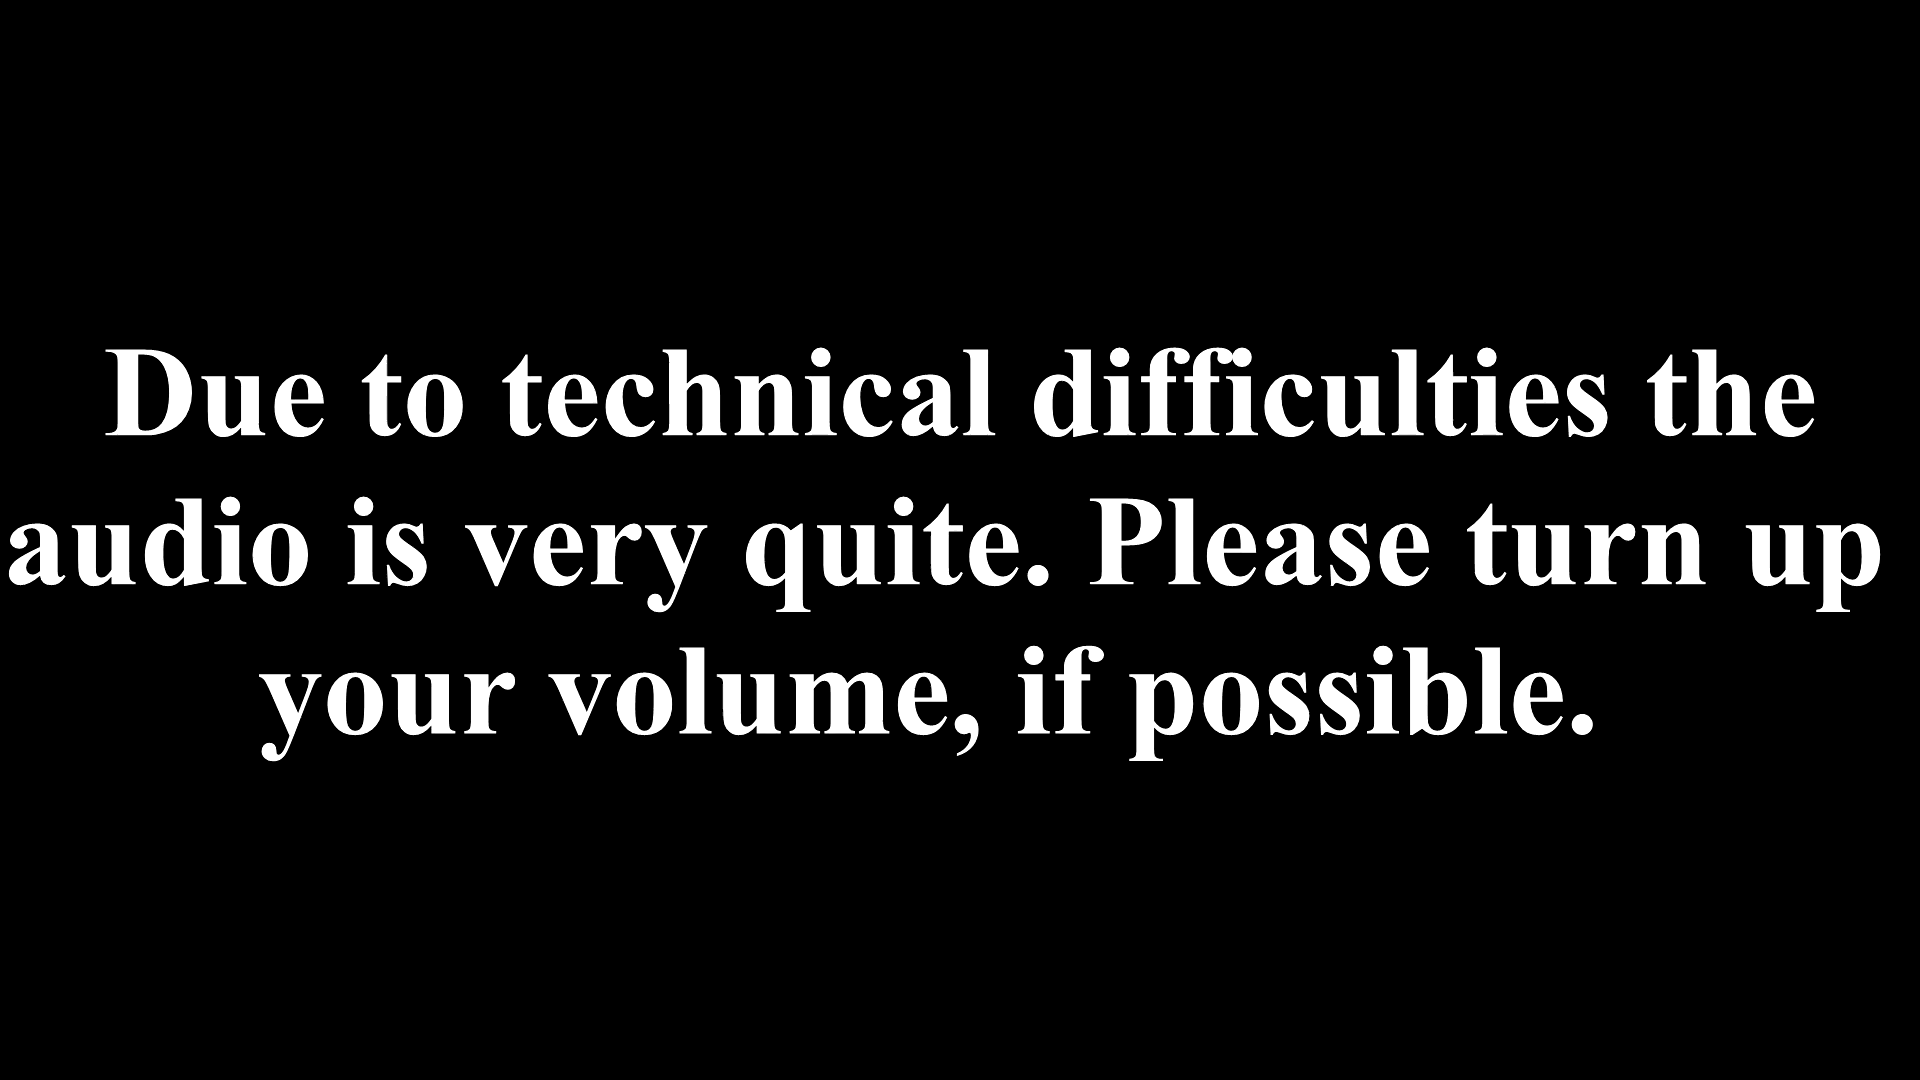 Due to technical difficulties the
audio is very quite. Please turn up
your volume, if possible.